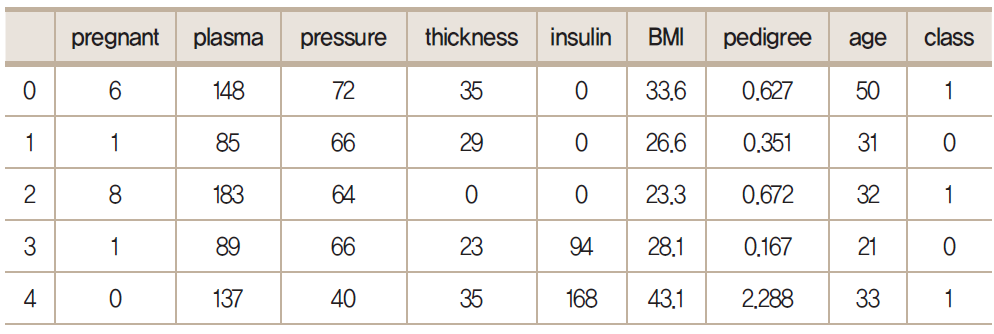 pregnant plasma pressure thickness insulin BMI pedigree age class
0 6 148 72 35 0 33.6 0.627 50 1
1 1 85 66 29 0 26.6 0.351 31 0
2 8 183 64 0 0 23.3 0.672 32 1
3 1 89 66 23 94 28.1 0.167 21 0
4 0 137 40 35 168 43.1 2.288 33 1